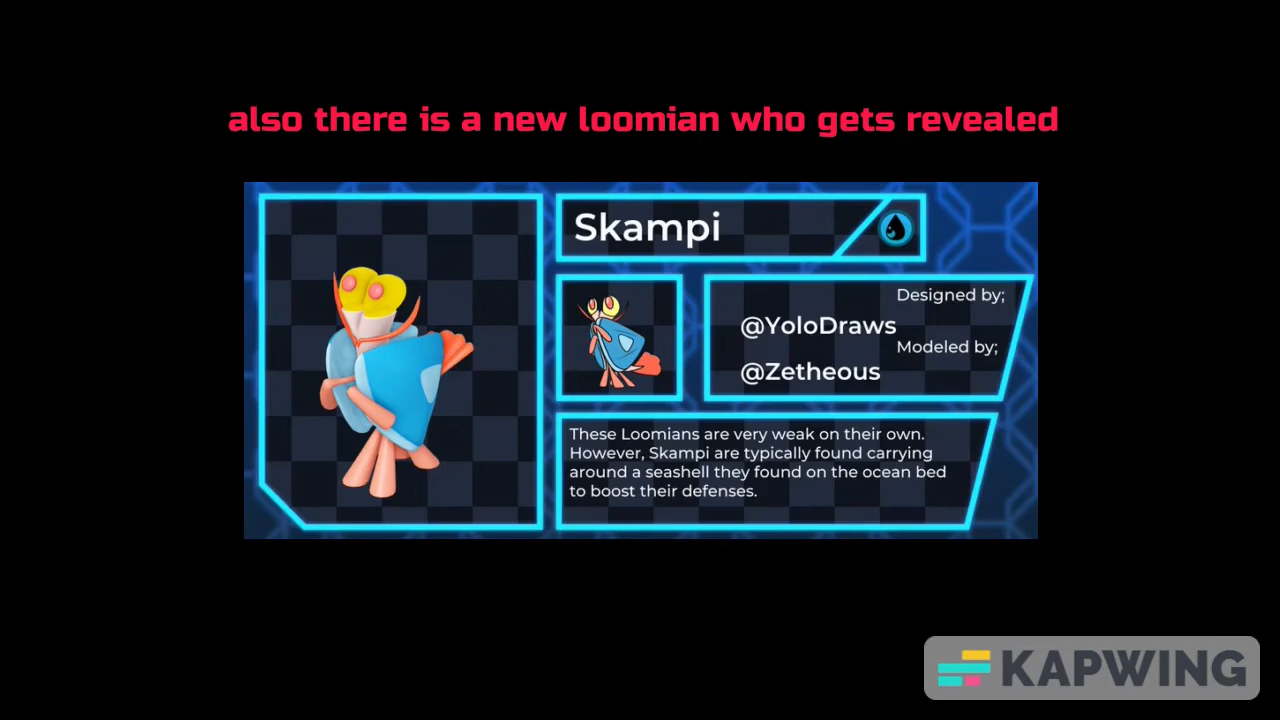 also there is a new loomian who gets revealed
Skampi
Designed by;
@YoloDraws
Modeled by;
@Zetheous
These Loomians are very weak on their own.
However, Skampi are typically found carrying
around a seashell they found on the ocean bed
to boost their defenses.
KAPWING